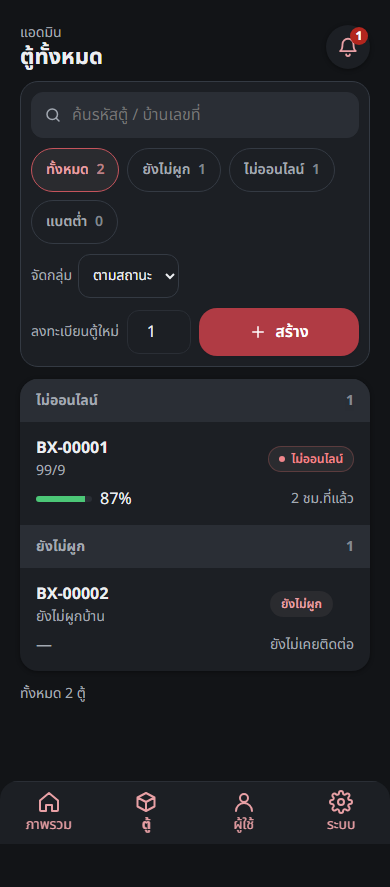 แอดมิน
ตู้ทั้งหมด
1
ค้นรหัสตู้ / บ้านเลขที่
ทั้งหมด 2
ยังไม่ผูก 1
ไม่ออนไลน์ 1
แบตต่ำ 0
จัดกลุ่ม ตามสถานะ
ลงทะเบียนตู้ใหม่ 1 + สร้าง
ไม่ออนไลน์ 1
BX-00001 ไม่ออนไลน์
99/9
87% 2 ชม.ที่แล้ว
ยังไม่ผูก 1
BX-00002 ยังไม่ผูก
ยังไม่ผูกบ้าน
— ยังไม่เคยติดต่อ
ทั้งหมด 2 ตู้
ภาพรวม ตู้ ผู้ใช้ ระบบ